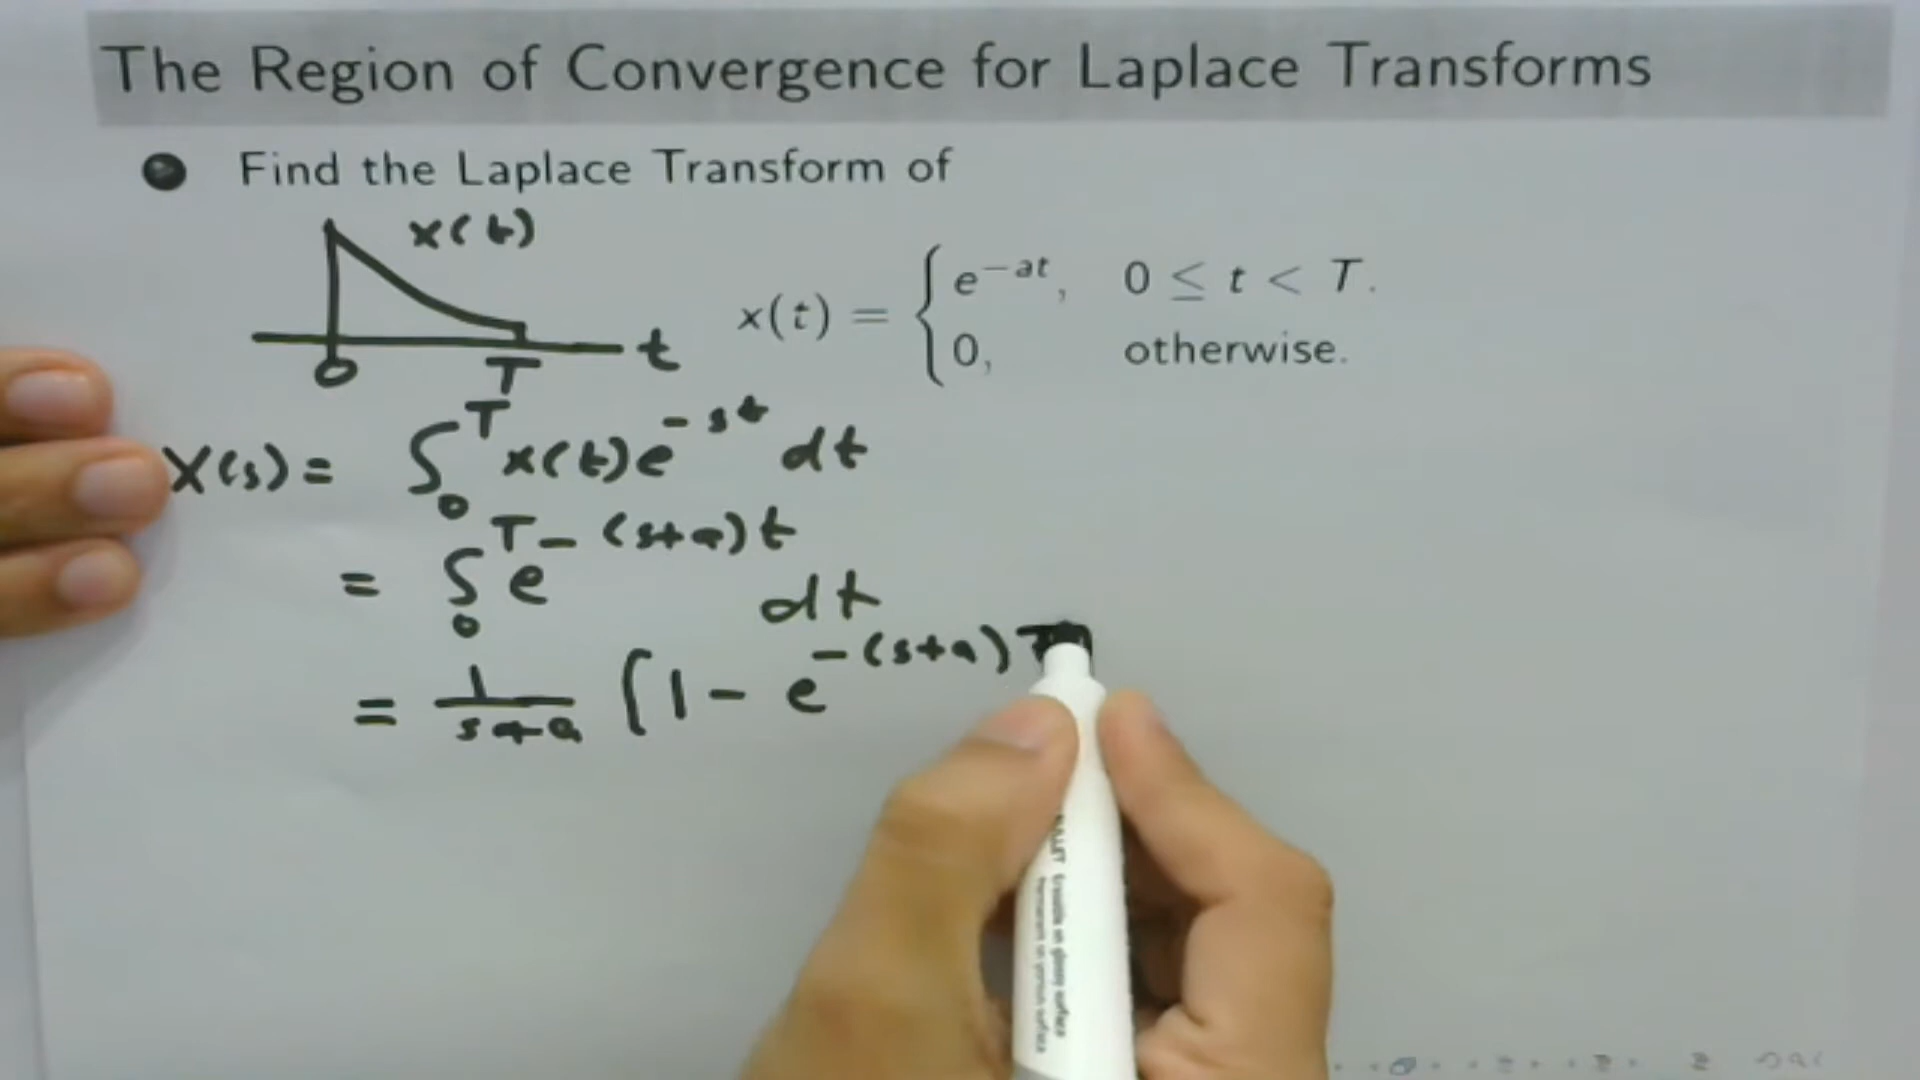 The Region of Convergence for Laplace Transforms
Find the Laplace Transform of
x(t)
x(t) = { e^{-at}, 0 ≤ t < T.
0, otherwise.
0 T t
X(s) = ∫_0^T x(t)e^{-st} dt
= ∫_0^T e^{-(s+a)t} dt
= 1/(s+a) [1 - e^{-(s+a)T}